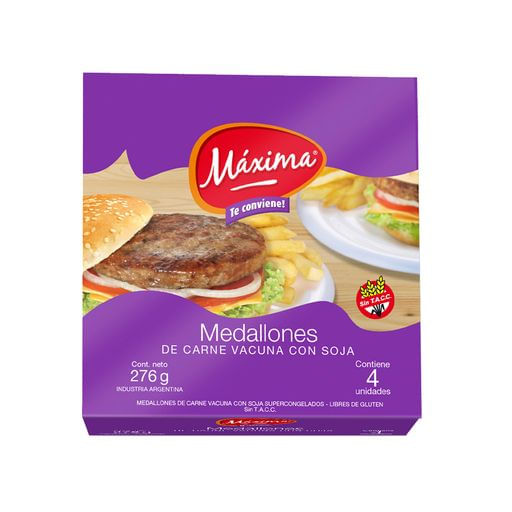 Máxima®
Te conviene!
Sin T.A.C.C.
Medallones
DE CARNE VACUNA CON SOJA
Cont. neto
276 g
INDUSTRIA ARGENTINA
Contiene
4
unidades
MEDALLONES DE CARNE VACUNA CON SOJA SUPERCONGELADOS - LIBRES DE GLUTEN
Sin T.A.C.C.
Máxima
Medallones